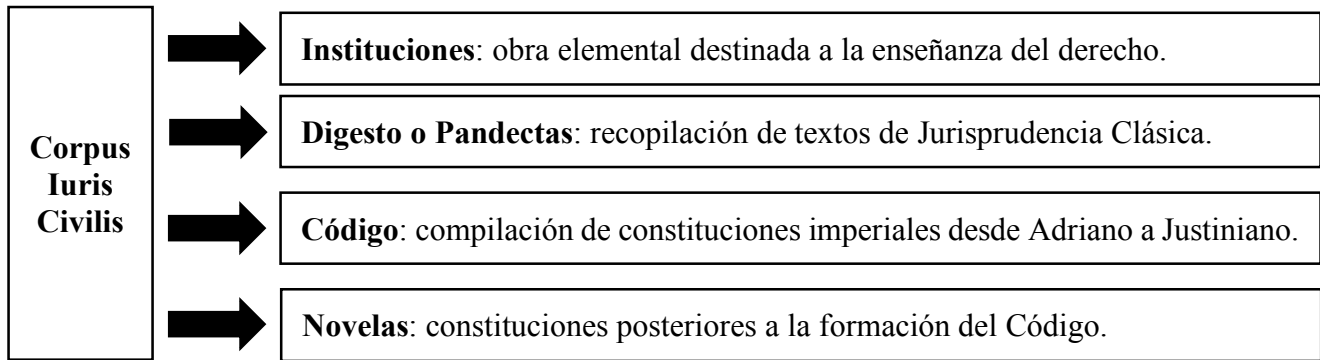 Corpus
Iuris
Civilis
Instituciones: obra elemental destinada a la enseñanza del derecho.
Digesto o Pandectas: recopilación de textos de Jurisprudencia Clásica.
Código: compilación de constituciones imperiales desde Adriano a Justiniano.
Novelas: constituciones posteriores a la formación del Código.